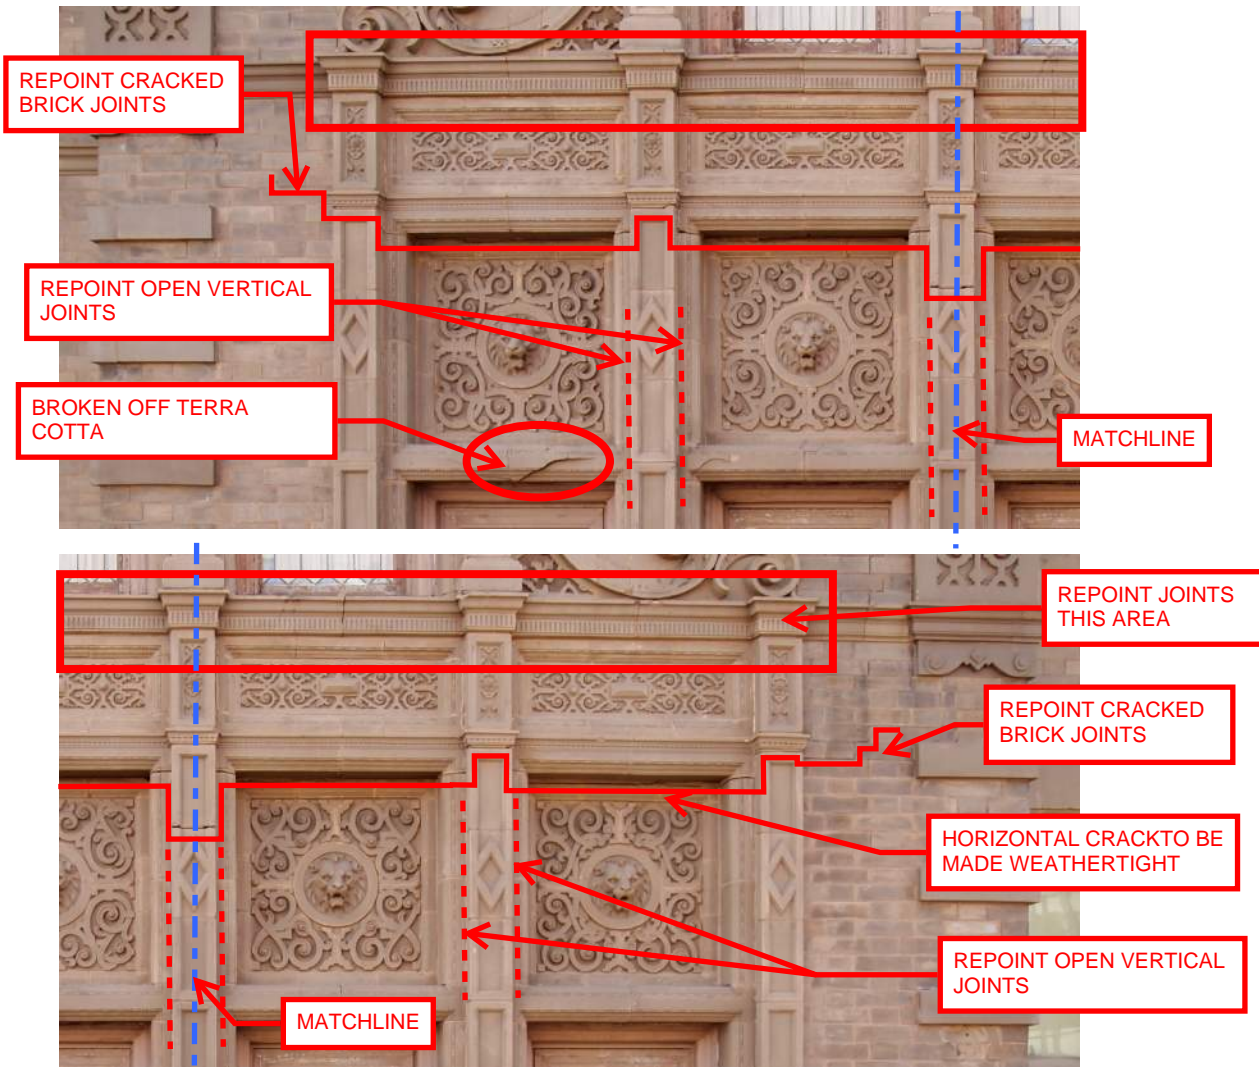 REPOINT CRACKED
BRICK JOINTS
REPOINT OPEN VERTICAL
JOINTS
BROKEN OFF TERRA
COTTA
MATCHLINE
REPOINT JOINTS
THIS AREA
REPOINT CRACKED
BRICK JOINTS
HORIZONTAL CRACKTO BE
MADE WEATHERTIGHT
REPOINT OPEN VERTICAL
JOINTS
MATCHLINE